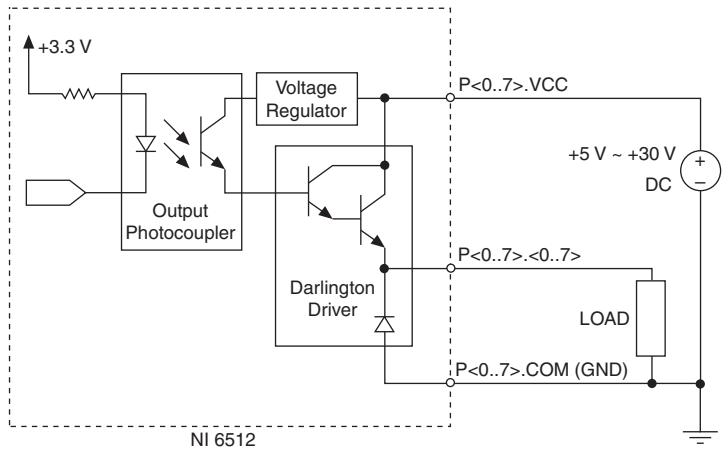 +3.3 V
Voltage
Regulator
P<0..7>.VCC
+5 V ~ +30 V
DC
+
−
Output
Photocoupler
P<0..7>.<0..7>
Darlington
Driver
LOAD
P<0..7>.COM (GND)
NI 6512